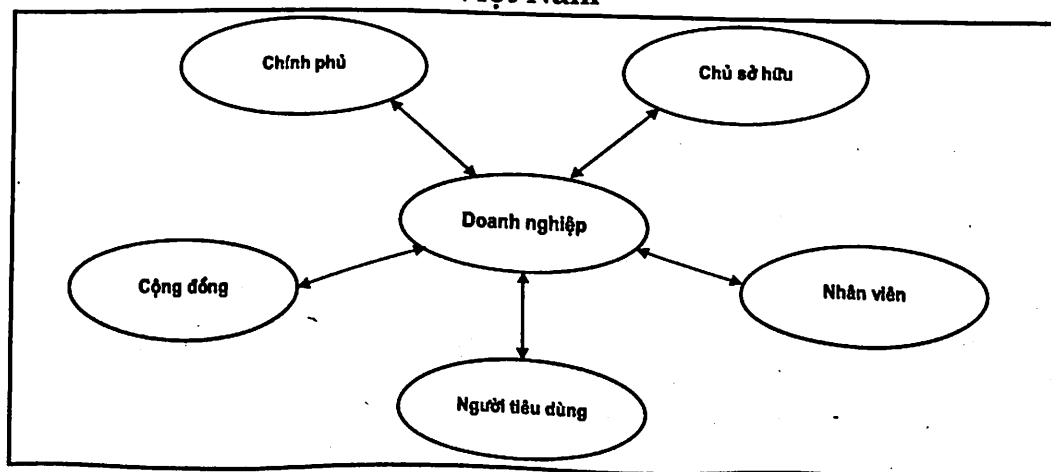 Chính phủ
Chủ sở hữu
Doanh nghiệp
Cộng đồng
Nhân viên
Người tiêu dùng